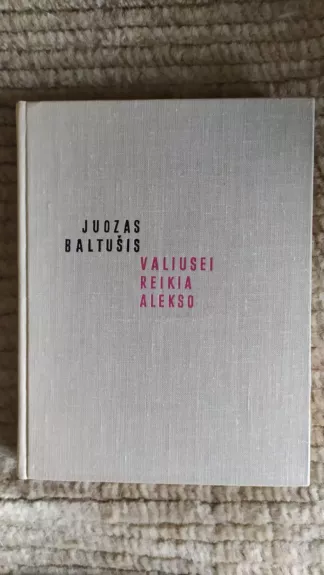 JUOZAS
BALTUŠIS
VALIUSEI
REIKIA
ALEKSO